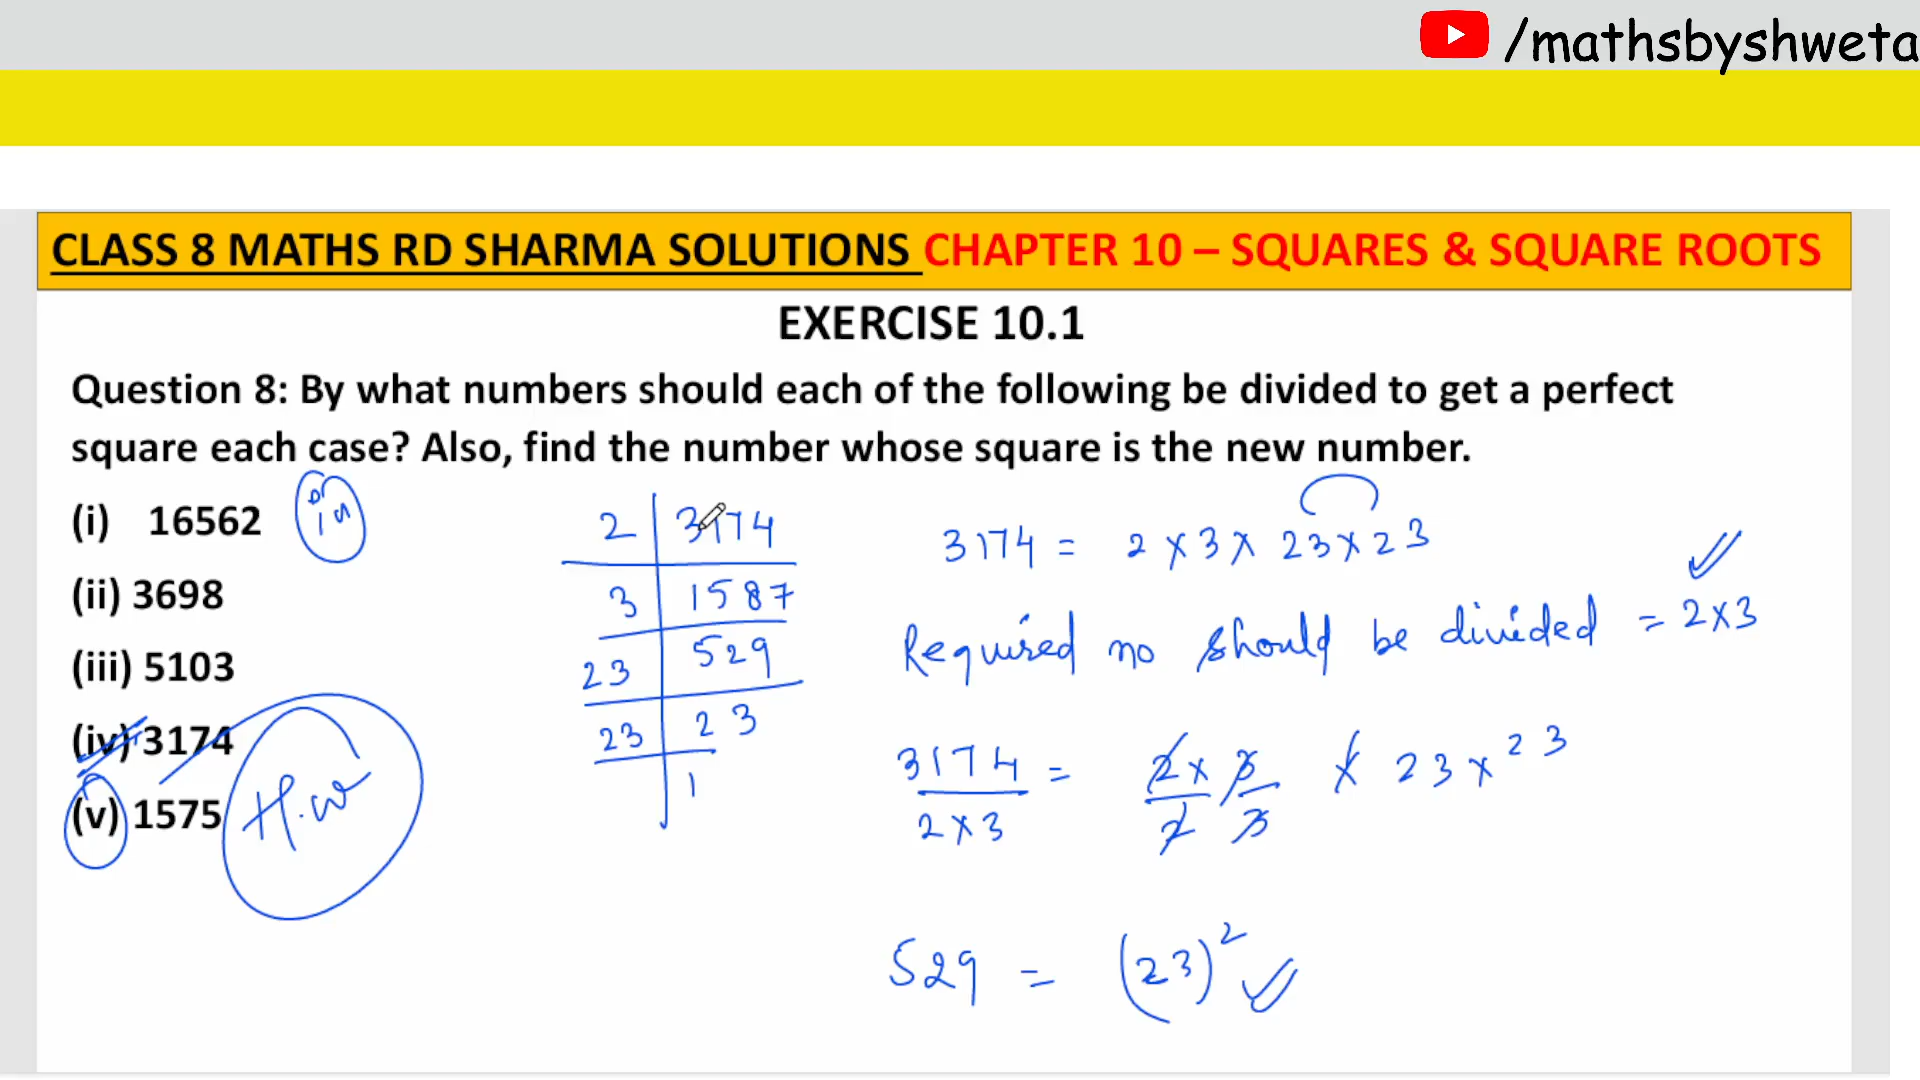 /mathsbyshweta
CLASS 8 MATHS RD SHARMA SOLUTIONS CHAPTER 10 – SQUARES & SQUARE ROOTS
EXERCISE 10.1
Question 8: By what numbers should each of the following be divided to get a perfect
square each case? Also, find the number whose square is the new number.
(i) 16562
(ii) 3698
(iii) 5103
(iv) 3174
(v) 1575
H.W
2 3174
3 1587
23 529
23 23
1
3174 = 2 x 3 x 23 x 23
Required no should be divided = 2x3
3174 = 2 x 3 x 23 x 23
2 x 3 2 3
529 = (23)²